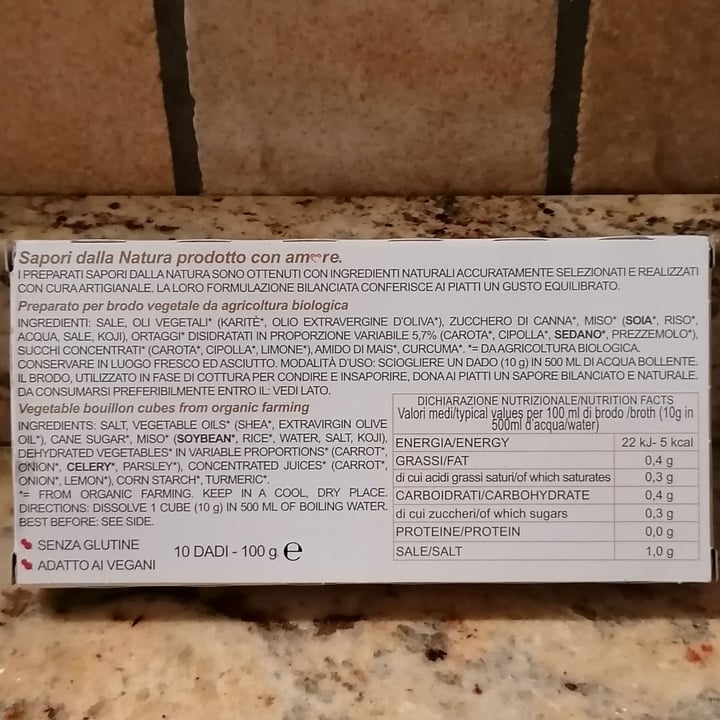 Sapori dalla Natura prodotto con amore.
I PREPARATI SAPORI DALLA NATURA SONO OTTENUTI CON INGREDIENTI NATURALI ACCURATAMENTE SELEZIONATI E REALIZZATI
CON CURA ARTIGIANALE. LA LORO FORMULAZIONE BILANCIATA CONFERISCE AI PIATTI UN GUSTO EQUILIBRATO.
Preparato per brodo vegetale da agricoltura biologica
INGREDIENTI: SALE, OLI VEGETALI* (KARITÈ*, OLIO EXTRAVERGINE D'OLIVA*), ZUCCHERO DI CANNA*, MISO* (SOIA*, RISO*,
ACQUA, SALE, KOJI), ORTAGGI* DISIDRATATI IN PROPORZIONE VARIABILE 5,7% (CAROTA*, CIPOLLA*, SEDANO*, PREZZEMOLO*),
SUCCHI CONCENTRATI* (CAROTA*, CIPOLLA*, LIMONE*), AMIDO DI MAIS*, CURCUMA*. *= DA AGRICOLTURA BIOLOGICA.
CONSERVARE IN LUOGO FRESCO ED ASCIUTTO. MODALITÀ D'USO: SCIOGLIERE UN DADO (10 g) IN 500 ML DI ACQUA BOLLENTE.
IL BRODO, UTILIZZATO IN FASE DI COTTURA PER CONDIRE E INSAPORIRE, DONA AI PIATTI UN SAPORE BILANCIATO E NATURALE.
DA CONSUMARSI PREFERIBILMENTE ENTRO IL: VEDI LATO.
Vegetable bouillon cubes from organic farming
INGREDIENTS: SALT, VEGETABLE OILS* (SHEA*, EXTRAVIRGIN OLIVE
OIL*), CANE SUGAR*, MISO* (SOYBEAN*, RICE*, WATER, SALT, KOJI),
DEHYDRATED VEGETABLES* IN VARIABLE PROPORTIONS* (CARROT*,
ONION*, CELERY*, PARSLEY*), CONCENTRATED JUICES* (CARROT*,
ONION*, LEMON*), CORN STARCH*, TURMERIC*.
*= FROM ORGANIC FARMING. KEEP IN A COOL, DRY PLACE.
DIRECTIONS: DISSOLVE 1 CUBE (10 g) IN 500 ML OF BOILING WATER.
BEST BEFORE: SEE SIDE.
SENZA GLUTINE
ADATTO AI VEGANI
10 DADI - 100 g e
DICHIARAZIONE NUTRIZIONALE/NUTRITION FACTS
Valori medi/typical values per 100 ml di brodo /broth (10g in
500ml d'acqua/water)
ENERGIA/ENERGY 22 kJ- 5 kcal
GRASSI/FAT 0,4 g
di cui acidi grassi saturi/of which saturates 0,3 g
CARBOIDRATI/CARBOHYDRATE 0,4 g
di cui zuccheri/of which sugars 0,3 g
PROTEINE/PROTEIN 0,0 g
SALE/SALT 1,0 g